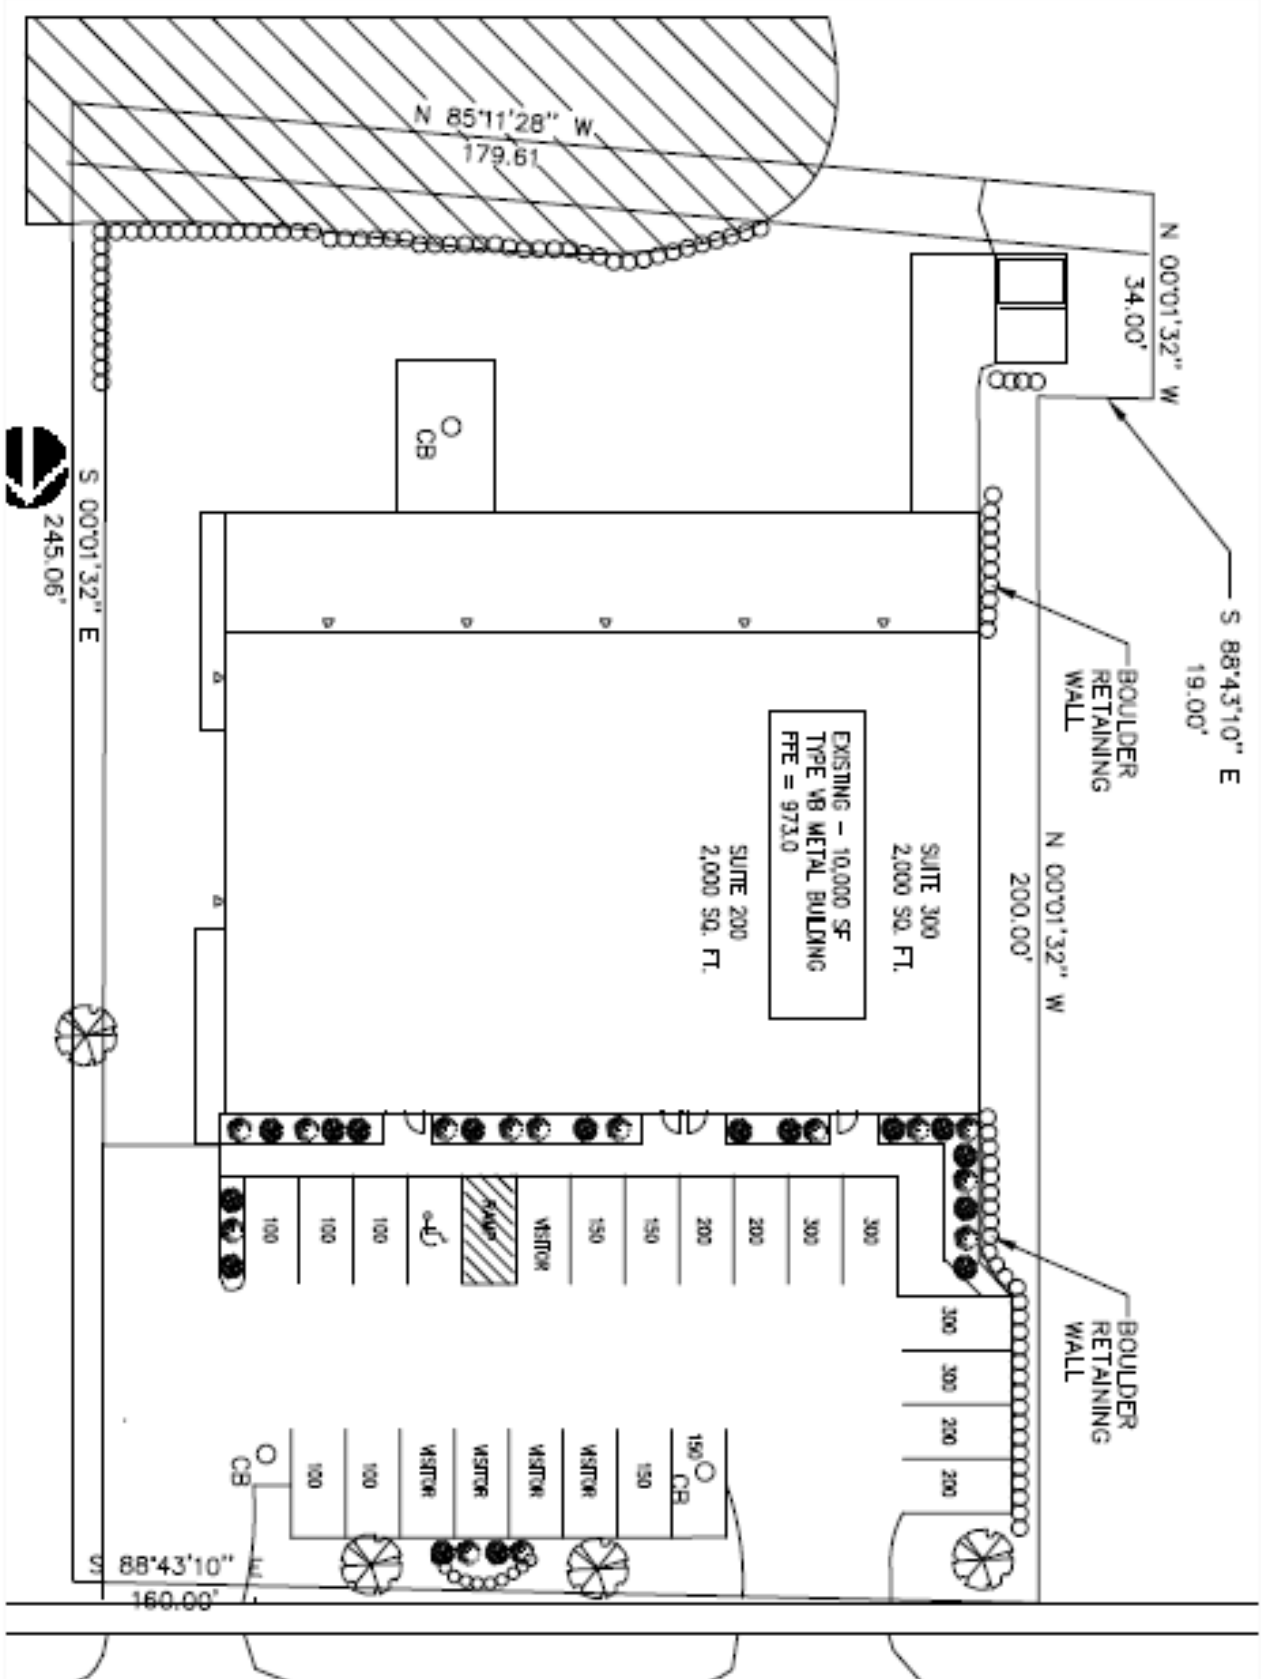 N 85°11'28" W
179.61
N 00°01'32" W
34.00'
S 88°43'10" E
19.00'
CB
S 00°01'32" E
245.06'
BOULDER
RETAINING
WALL
N 00°01'32" W
200.00'
EXISTING - 10,000 SF
TYPE VB METAL BUILDING
FFE = 973.0
SUITE 300
2,000 SQ. FT.
SUITE 200
2,000 SQ. FT.
D
D
D
D
D
D
D
100
100
100
RAMP
VISITOR
150
150
200
200
300
300
300
300
200
200
BOULDER
RETAINING
WALL
CB
100
100
VISITOR
VISITOR
VISITOR
VISITOR
150
150
CB
S 88°43'10" E
160.00'